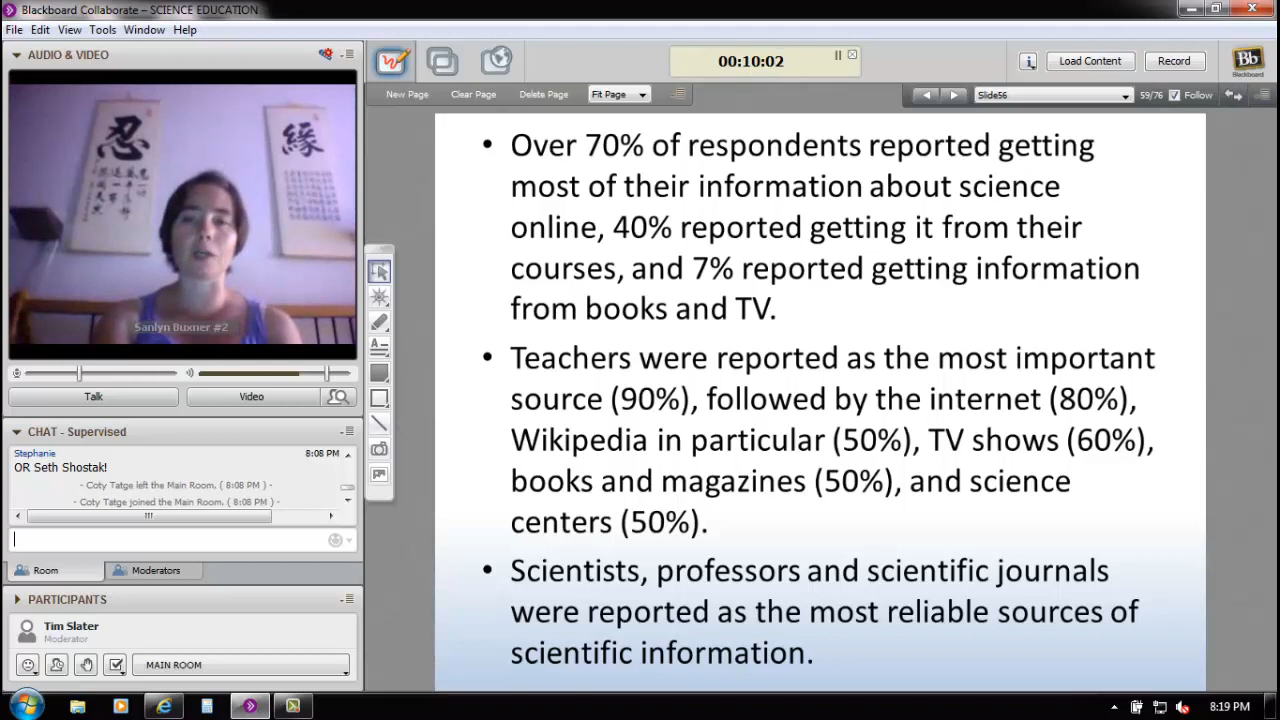 Blackboard Collaborate - SCIENCE EDUCATION
File Edit View Tools Window Help
AUDIO & VIDEO
忍
緣
Sanlyn Buxner #2
Talk
Video
CHAT - Supervised
Stephanie 8:08 PM
OR Seth Shostak!
- Coty Tatge left the Main Room. ( 8:08 PM ) -
- Coty Tatge joined the Main Room. ( 8:08 PM ) -
Room
Moderators
PARTICIPANTS
Tim Slater
Moderator
MAIN ROOM
00:10:02
Load Content
Record
Bb
Blackboard
New Page Clear Page Delete Page Fit Page
Slide56
59/76
Follow
• Over 70% of respondents reported getting
most of their information about science
online, 40% reported getting it from their
courses, and 7% reported getting information
from books and TV.
• Teachers were reported as the most important
source (90%), followed by the internet (80%),
Wikipedia in particular (50%), TV shows (60%),
books and magazines (50%), and science
centers (50%).
• Scientists, professors and scientific journals
were reported as the most reliable sources of
scientific information.
8:19 PM